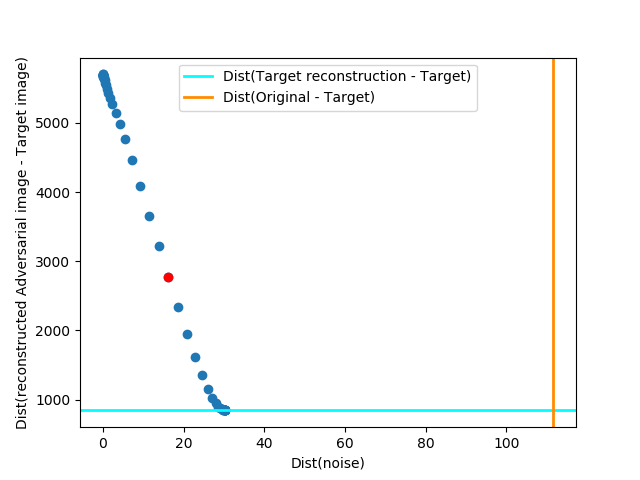 Dist(Target reconstruction - Target)
Dist(Original - Target)
Dist(reconstructed Adversarial image - Target image)
5000
4000
3000
2000
1000
0 20 40 60 80 100
Dist(noise)